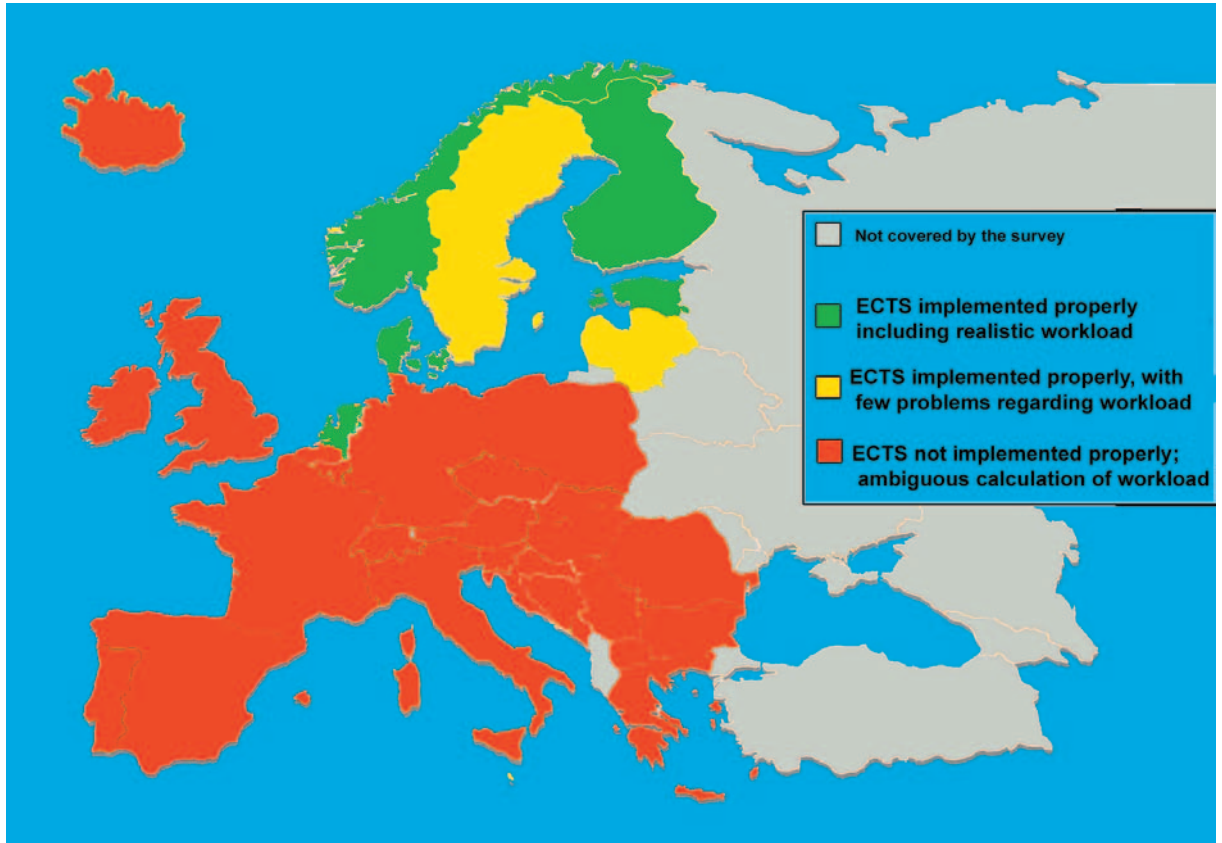 Not covered by the survey
ECTS implemented properly
including realistic workload
ECTS implemented properly, with
few problems regarding workload
ECTS not implemented properly;
ambiguous calculation of workload